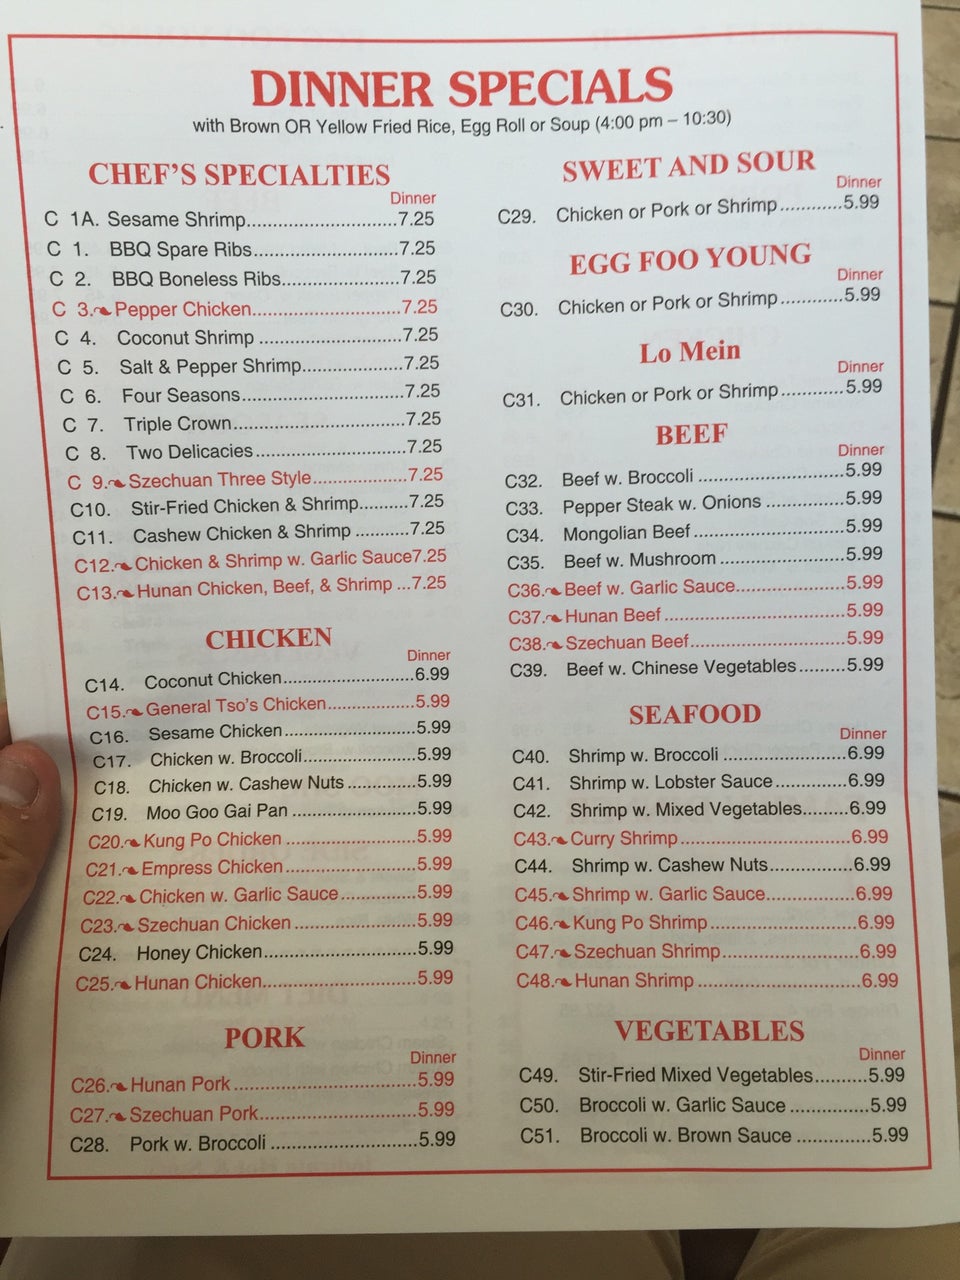 DINNER SPECIALS
with Brown OR Yellow Fried Rice, Egg Roll or Soup (4:00 pm – 10:30)
CHEF'S SPECIALTIES
Dinner
C 1A. Sesame Shrimp..............................7.25
C 1. BBQ Spare Ribs.............................7.25
C 2. BBQ Boneless Ribs........................7.25
C 3. Pepper Chicken..............................7.25
C 4. Coconut Shrimp ............................7.25
C 5. Salt & Pepper Shrimp....................7.25
C 6. Four Seasons................................7.25
C 7. Triple Crown..................................7.25
C 8. Two Delicacies..............................7.25
C 9. Szechuan Three Style...................7.25
C10. Stir-Fried Chicken & Shrimp..........7.25
C11. Cashew Chicken & Shrimp ...........7.25
C12. Chicken & Shrimp w. Garlic Sauce7.25
C13. Hunan Chicken, Beef, & Shrimp ...7.25
CHICKEN
Dinner
C14. Coconut Chicken..........................6.99
C15. General Tso's Chicken..................5.99
C16. Sesame Chicken...........................5.99
C17. Chicken w. Broccoli.......................5.99
C18. Chicken w. Cashew Nuts ..............5.99
C19. Moo Goo Gai Pan .........................5.99
C20. Kung Po Chicken ...........................5.99
C21. Empress Chicken ..........................5.99
C22. Chicken w. Garlic Sauce...............5.99
C23. Szechuan Chicken ........................5.99
C24. Honey Chicken...............................5.99
C25. Hunan Chicken...............................5.99
PORK
Dinner
C26. Hunan Pork ....................................5.99
C27. Szechuan Pork...............................5.99
C28. Pork w. Broccoli .............................5.99
SWEET AND SOUR
Dinner
C29. Chicken or Pork or Shrimp ............5.99
EGG FOO YOUNG
Dinner
C30. Chicken or Pork or Shrimp ............5.99
Lo Mein
Dinner
C31. Chicken or Pork or Shrimp ............5.99
BEEF
Dinner
C32. Beef w. Broccoli ............................5.99
C33. Pepper Steak w. Onions ...............5.99
C34. Mongolian Beef.............................5.99
C35. Beef w. Mushroom ........................5.99
C36. Beef w. Garlic Sauce.....................5.99
C37. Hunan Beef ...................................5.99
C38. Szechuan Beef..............................5.99
C39. Beef w. Chinese Vegetables.........5.99
SEAFOOD
Dinner
C40. Shrimp w. Broccoli ........................6.99
C41. Shrimp w. Lobster Sauce..............6.99
C42. Shrimp w. Mixed Vegetables.........6.99
C43. Curry Shrimp.................................6.99
C44. Shrimp w. Cashew Nuts................6.99
C45. Shrimp w. Garlic Sauce.................6.99
C46. Kung Po Shrimp............................6.99
C47. Szechuan Shrimp..........................6.99
C48. Hunan Shrimp ...............................6.99
VEGETABLES
Dinner
C49. Stir-Fried Mixed Vegetables..........5.99
C50. Broccoli w. Garlic Sauce ...............5.99
C51. Broccoli w. Brown Sauce ..............5.99